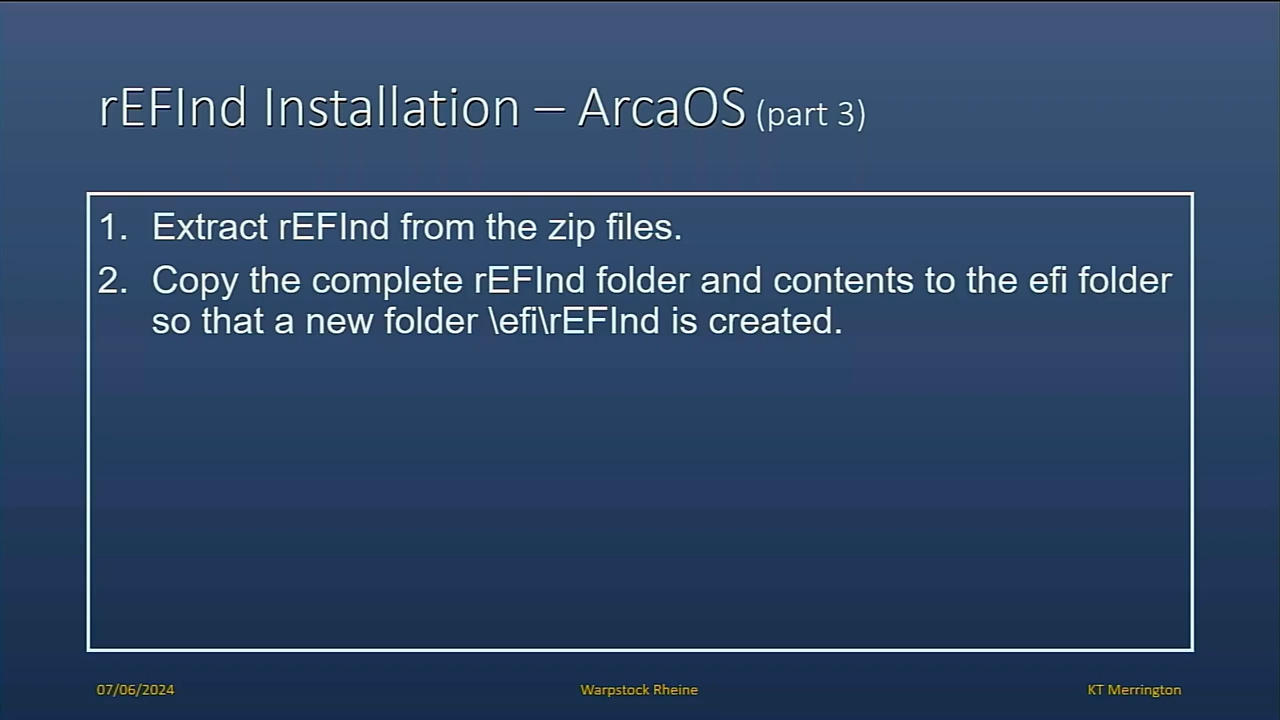 rEFInd Installation – ArcaOS (part 3)
1. Extract rEFInd from the zip files.
2. Copy the complete rEFInd folder and contents to the efi folder
so that a new folder \efi\rEFInd is created.
07/06/2024
Warpstock Rheine
KT Merrington